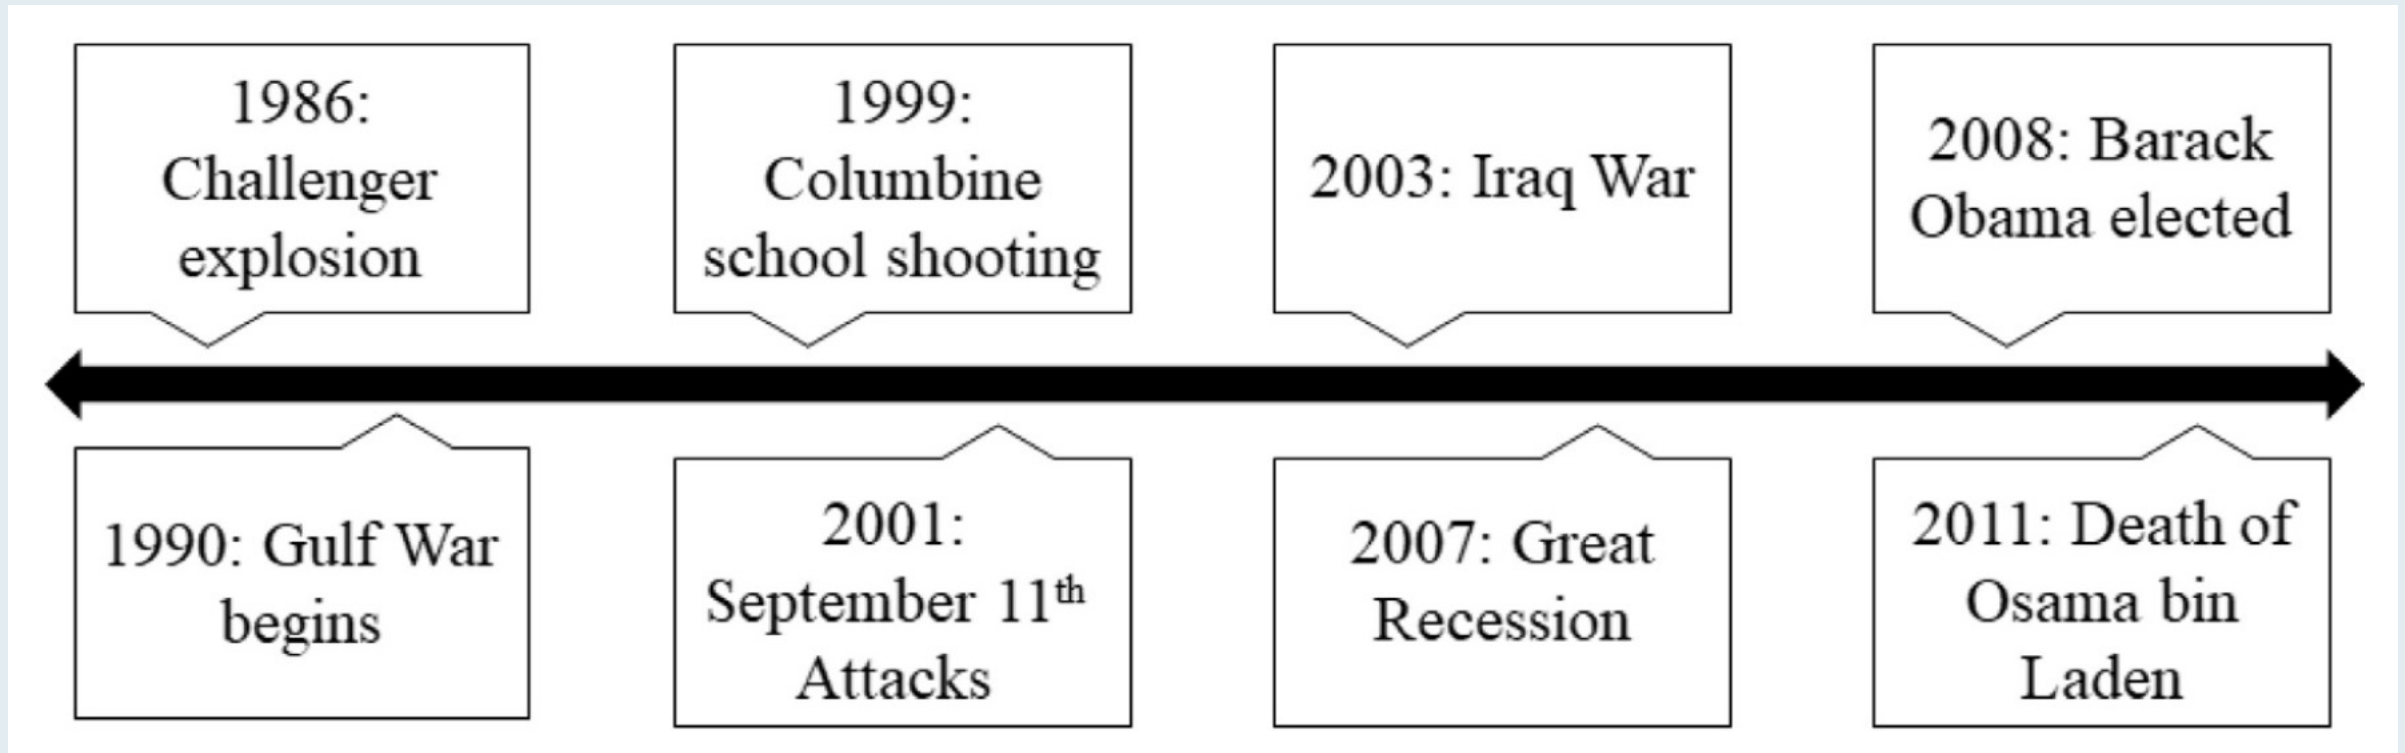 1986:
Challenger
explosion
1990: Gulf War
begins
1999:
Columbine
school shooting
2001:
September 11th
Attacks
2003: Iraq War
2007: Great
Recession
2008: Barack
Obama elected
2011: Death of
Osama bin
Laden